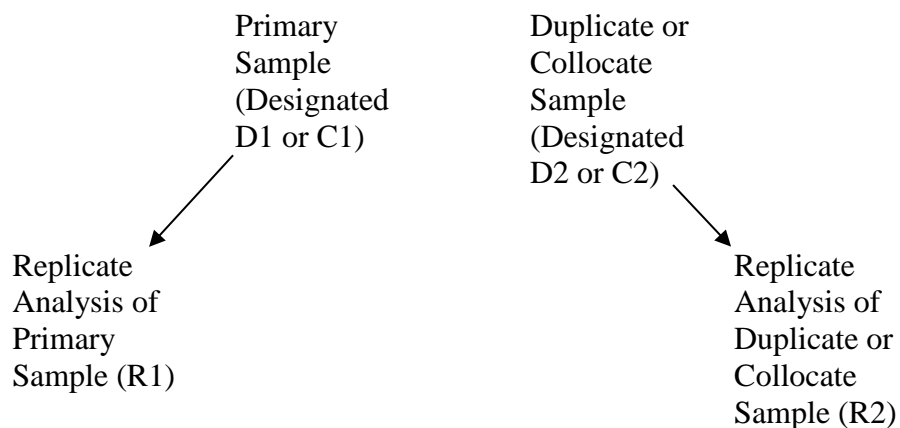 Primary
Sample
(Designated
D1 or C1)
Duplicate or
Collocate
Sample
(Designated
D2 or C2)
Replicate
Analysis of
Primary
Sample (R1)
Replicate
Analysis of
Duplicate or
Collocate
Sample (R2)